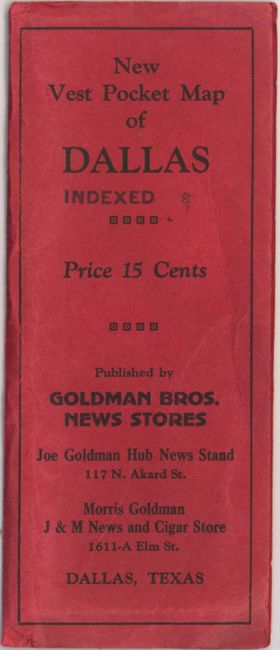 New
Vest Pocket Map
of
DALLAS
INDEXED
Price 15 Cents
Published by
GOLDMAN BROS.
NEWS STORES
Joe Goldman Hub News Stand
117 N. Akard St.
Morris Goldman
J & M News and Cigar Store
1611-A Elm St.
DALLAS, TEXAS